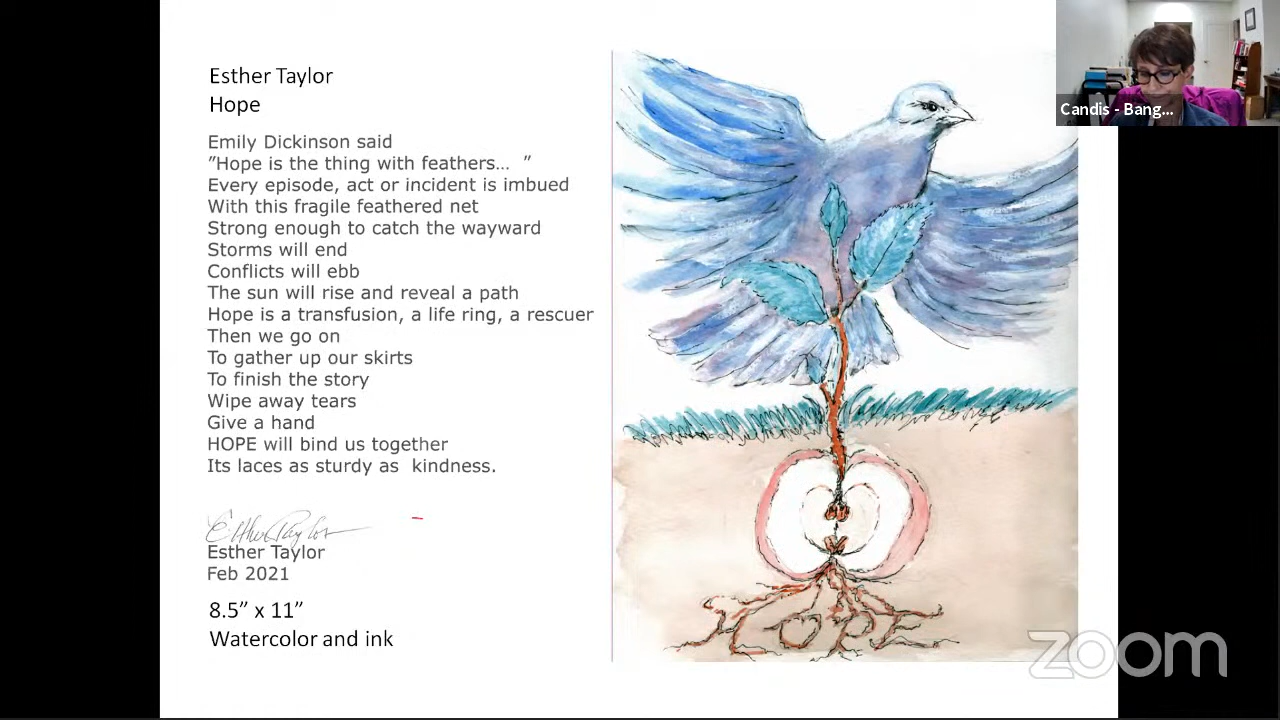 Esther Taylor
Hope
Emily Dickinson said
”Hope is the thing with feathers... ”
Every episode, act or incident is imbued
With this fragile feathered net
Strong enough to catch the wayward
Storms will end
Conflicts will ebb
The sun will rise and reveal a path
Hope is a transfusion, a life ring, a rescuer
Then we go on
To gather up our skirts
To finish the story
Wipe away tears
Give a hand
HOPE will bind us together
Its laces as sturdy as  kindness.
Esther Taylor
Esther Taylor
Feb 2021
8.5” x 11”
Watercolor and ink
HOPE
Candis - Bang...
zoom